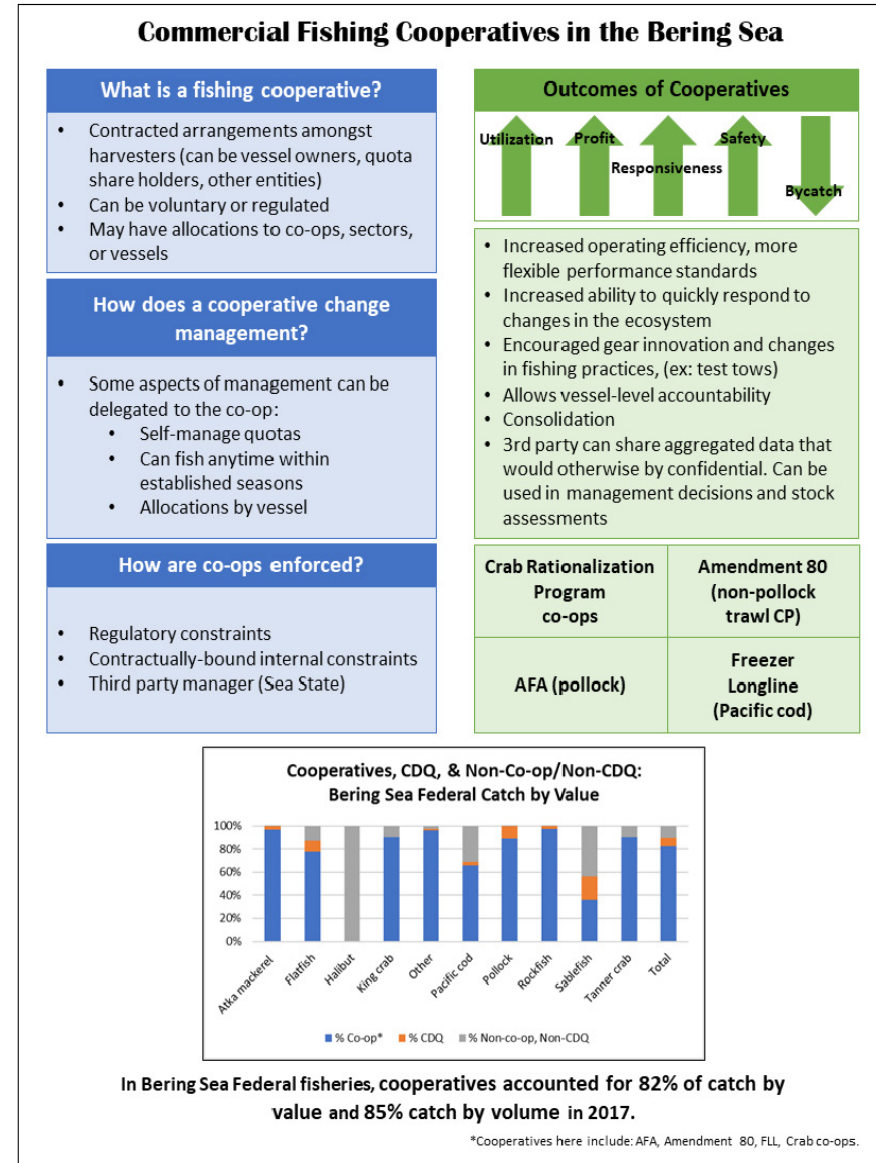 Commercial Fishing Cooperatives in the Bering Sea
What is a fishing cooperative?
• Contracted arrangements amongst
harvesters (can be vessel owners, quota
share holders, other entities)
• Can be voluntary or regulated
• May have allocations to co-ops, sectors,
or vessels
How does a cooperative change
management?
• Some aspects of management can be
delegated to the co-op:
• Self-manage quotas
• Can fish anytime within
established seasons
• Allocations by vessel
How are co-ops enforced?
• Regulatory constraints
• Contractually-bound internal constraints
• Third party manager (Sea State)
Outcomes of Cooperatives
Utilization
Profit
Responsiveness
Safety
Bycatch
• Increased operating efficiency, more
flexible performance standards
• Increased ability to quickly respond to
changes in the ecosystem
• Encouraged gear innovation and changes
in fishing practices, (ex: test tows)
• Allows vessel-level accountability
• Consolidation
• 3rd party can share aggregated data that
would otherwise by confidential. Can be
used in management decisions and stock
assessments
Crab Rationalization
Program
co-ops
Amendment 80
(non-pollock
trawl CP)
AFA (pollock)
Freezer
Longline
(Pacific cod)
Cooperatives, CDQ, & Non-Co-op/Non-CDQ:
Bering Sea Federal Catch by Value
100%
80%
60%
40%
20%
0%
Atka mackerel
Flatfish
Halibut
King crab
Other
Pacific cod
Pollock
Rockfish
Sablefish
Tanner crab
Total
% Co-op*
% CDQ
% Non-co-op, Non-CDQ
In Bering Sea Federal fisheries, cooperatives accounted for 82% of catch by
value and 85% catch by volume in 2017.
*Cooperatives here include: AFA, Amendment 80, FLL, Crab co-ops.